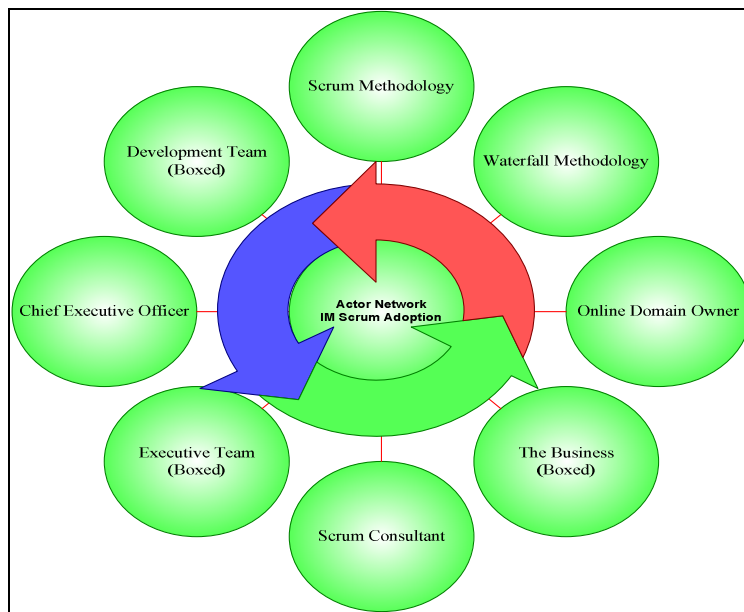 Scrum Methodology
Development Team
(Boxed)
Waterfall Methodology
Chief Executive Officer
Actor Network
IM Scrum Adoption
Online Domain Owner
Executive Team
(Boxed)
The Business
(Boxed)
Scrum Consultant